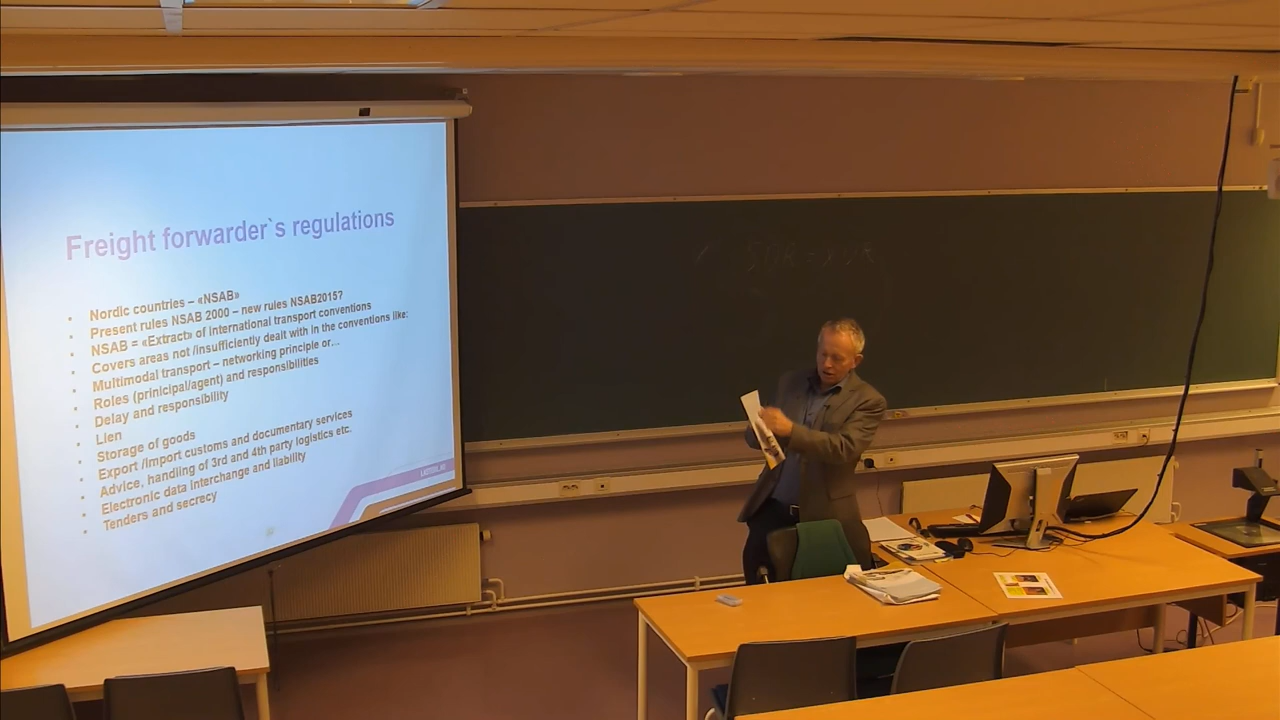 Freight forwarder`s regulations
• Nordic countries – «NSAB»
• Present rules NSAB 2000 – new rules NSAB2015?
• NSAB = «Extract» of international transport conventions
• Covers areas not /insufficiently dealt with in the conventions like:
• Multimodal transport – networking principle or…
• Roles (prinicipal/agent) and responsibilities
• Delay and responsibility
• Lien
• Storage of goods
• Export /Import customs and documentary services
• Advice, handling of 3rd and 4th party logistics etc.
• Electronic data interchange and liability
• Tenders and secrecy